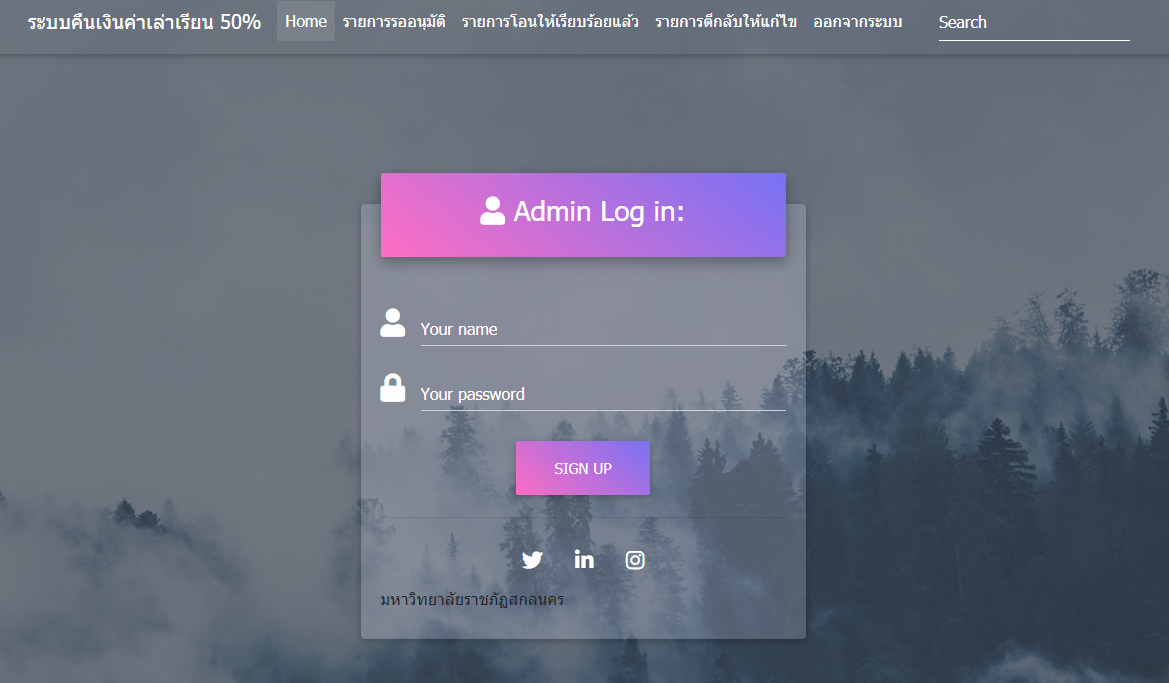 ระบบคืนเงินค่าเล่าเรียน 50% Home รายการรออนุมัติ รายการโอนให้เรียบร้อยแล้ว รายการตีกลับให้แก้ไข ออกจากระบบ Search
Admin Log in:
Your name
Your password
SIGN UP
มหาวิทยาลัยราชภัฏสกลนคร